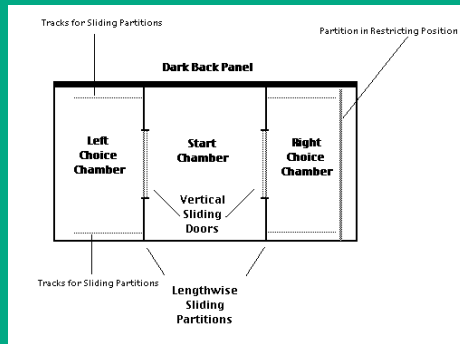 Tracks for Sliding Partitions
Partition in Restricting Position
Dark Back Panel
Left
Choice
Chamber
Start
Chamber
Right
Choice
Chamber
Vertical
Sliding
Doors
Tracks for Sliding Partitions
Lengthwise
Sliding
Partitions